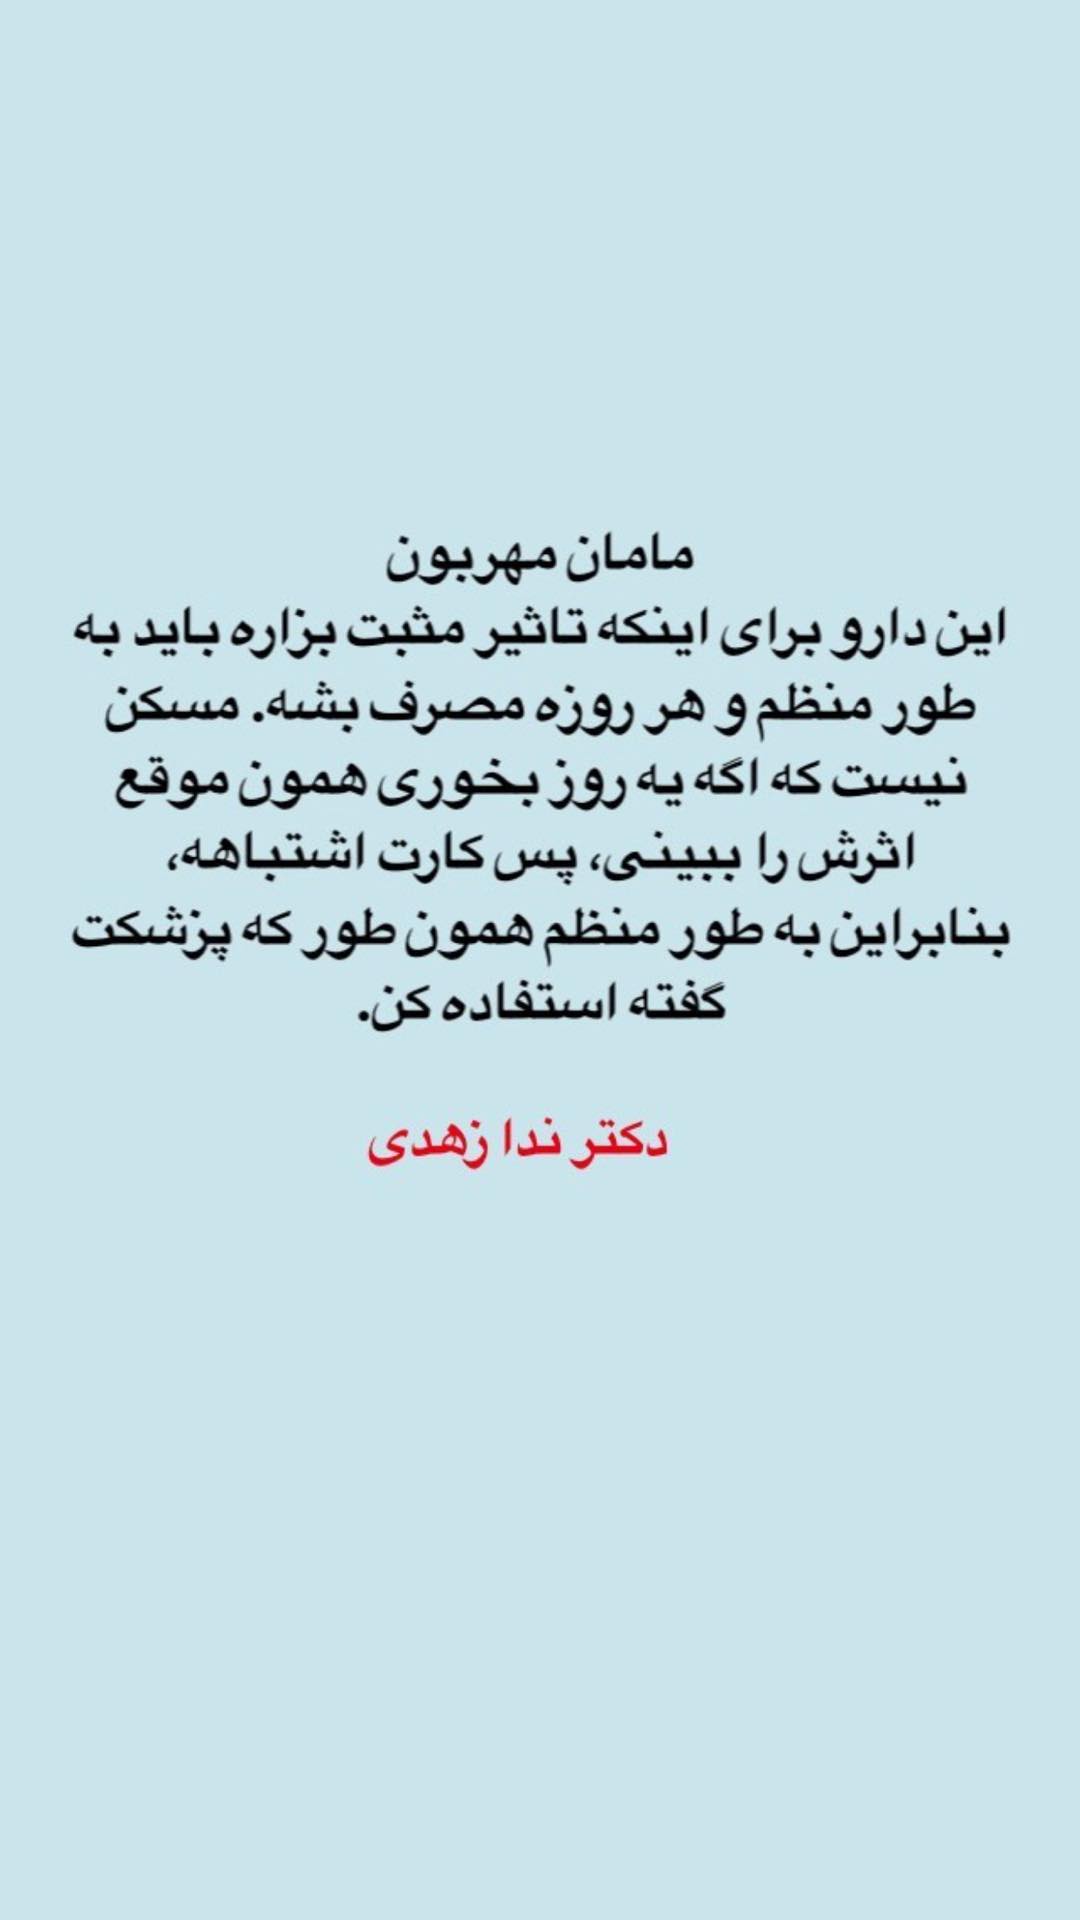 مامان مهربون
این دارو برای اینکه تاثیر مثبت بزاره باید به
طور منظم و هر روزه مصرف بشه. مسکن
نیست که اگه یه روز بخوری همون موقع
اثرش را ببینی، پس کارت اشتباهه،
بنابراین به طور منظم همون طور که پزشکت
گفته استفاده کن.
دکتر ندا زهدی